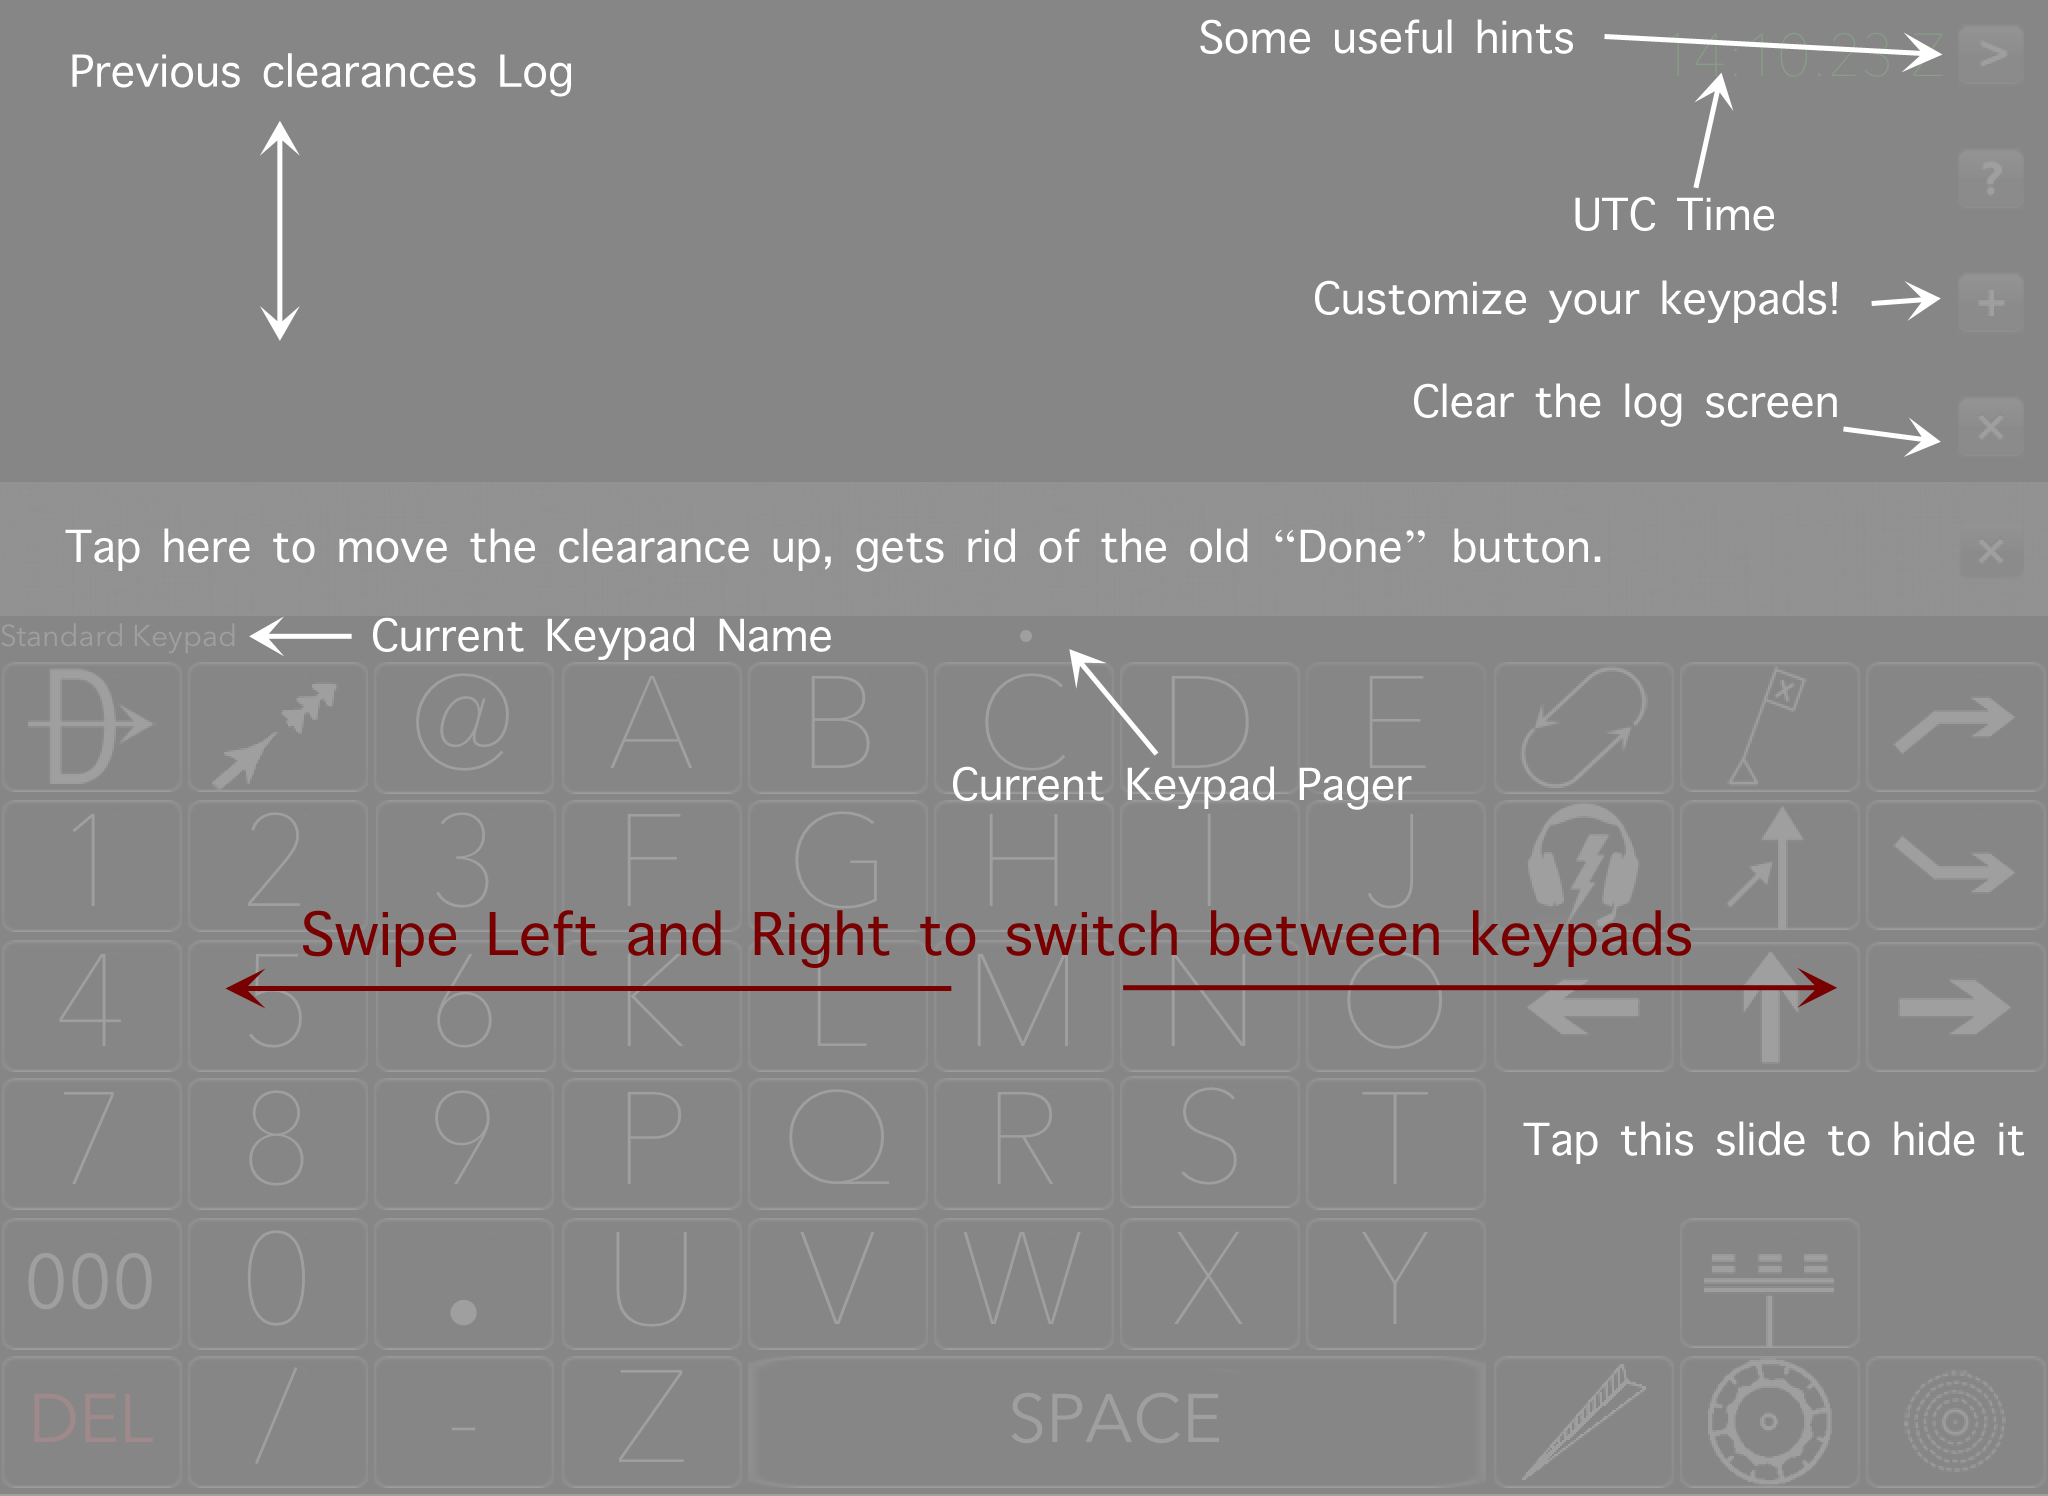 Some useful hints
Previous clearances Log
14:10.23 Z
>
?
UTC Time
Customize your keypads!
+
Clear the log screen
×
Tap here to move the clearance up, gets rid of the old “Done” button.
×
Standard Keypad
Current Keypad Name
D @ A B C D E
X
Current Keypad Pager
1 2 3 F G H I J
Swipe Left and Right to switch between keypads
4 5 6 K L M N O
7 8 9 P Q R S T
Tap this slide to hide it
000 0 . U V W X Y
DEL / - Z SPACE